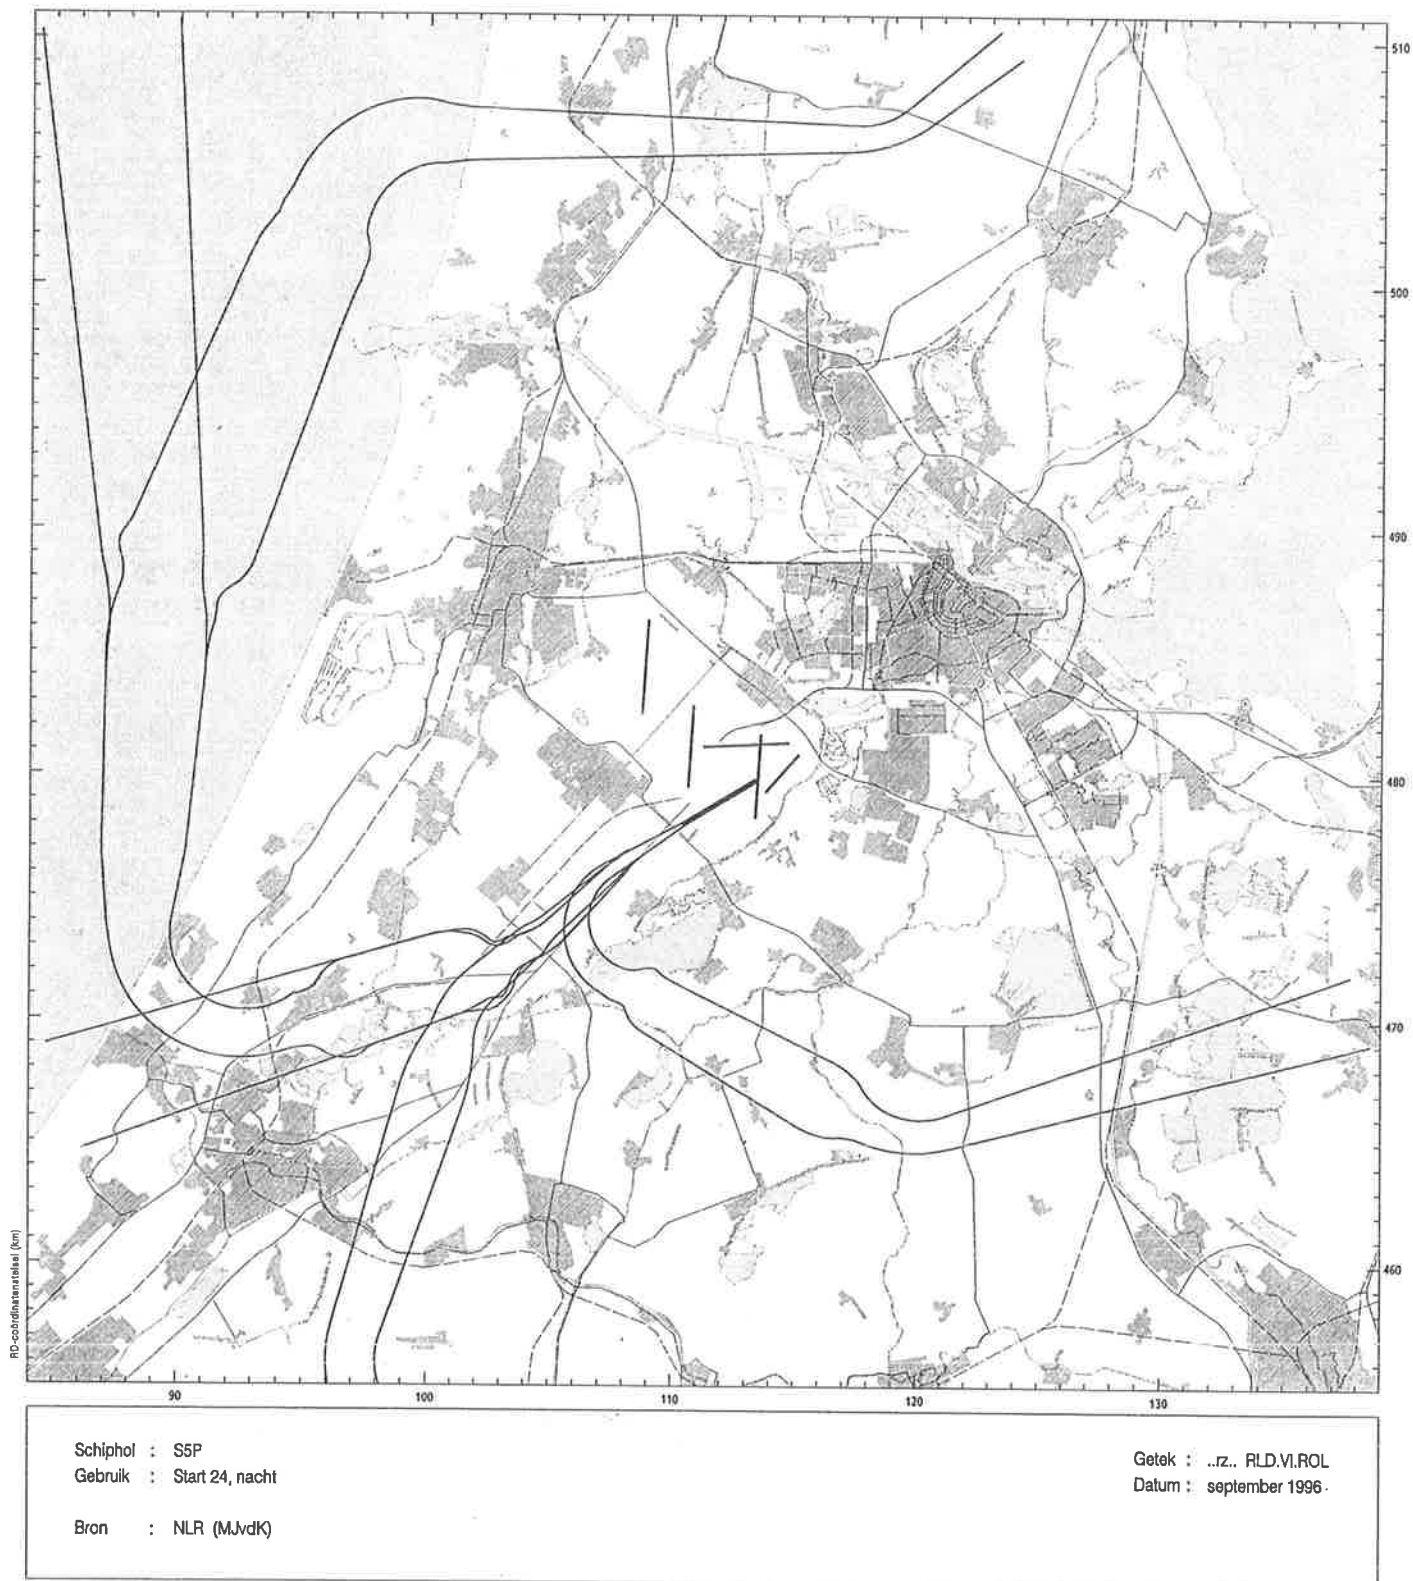 510
500
490
480
470
460
RD-coördinatenstelsel (km)
90
100
110
120
130
Schiphol : S5P
Gebruik : Start 24, nacht
Bron : NLR (MJvdK)
Getek : ..rz.. RLD.VI.ROL
Datum : september 1996